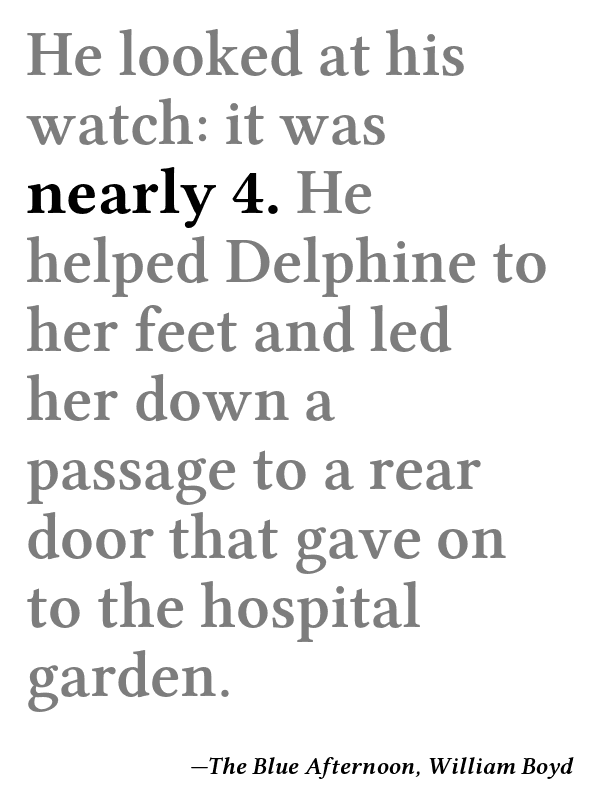 He looked at his
watch: it was
nearly 4. He
helped Delphine to
her feet and led
her down a
passage to a rear
door that gave on
to the hospital
garden.
—The Blue Afternoon, William Boyd